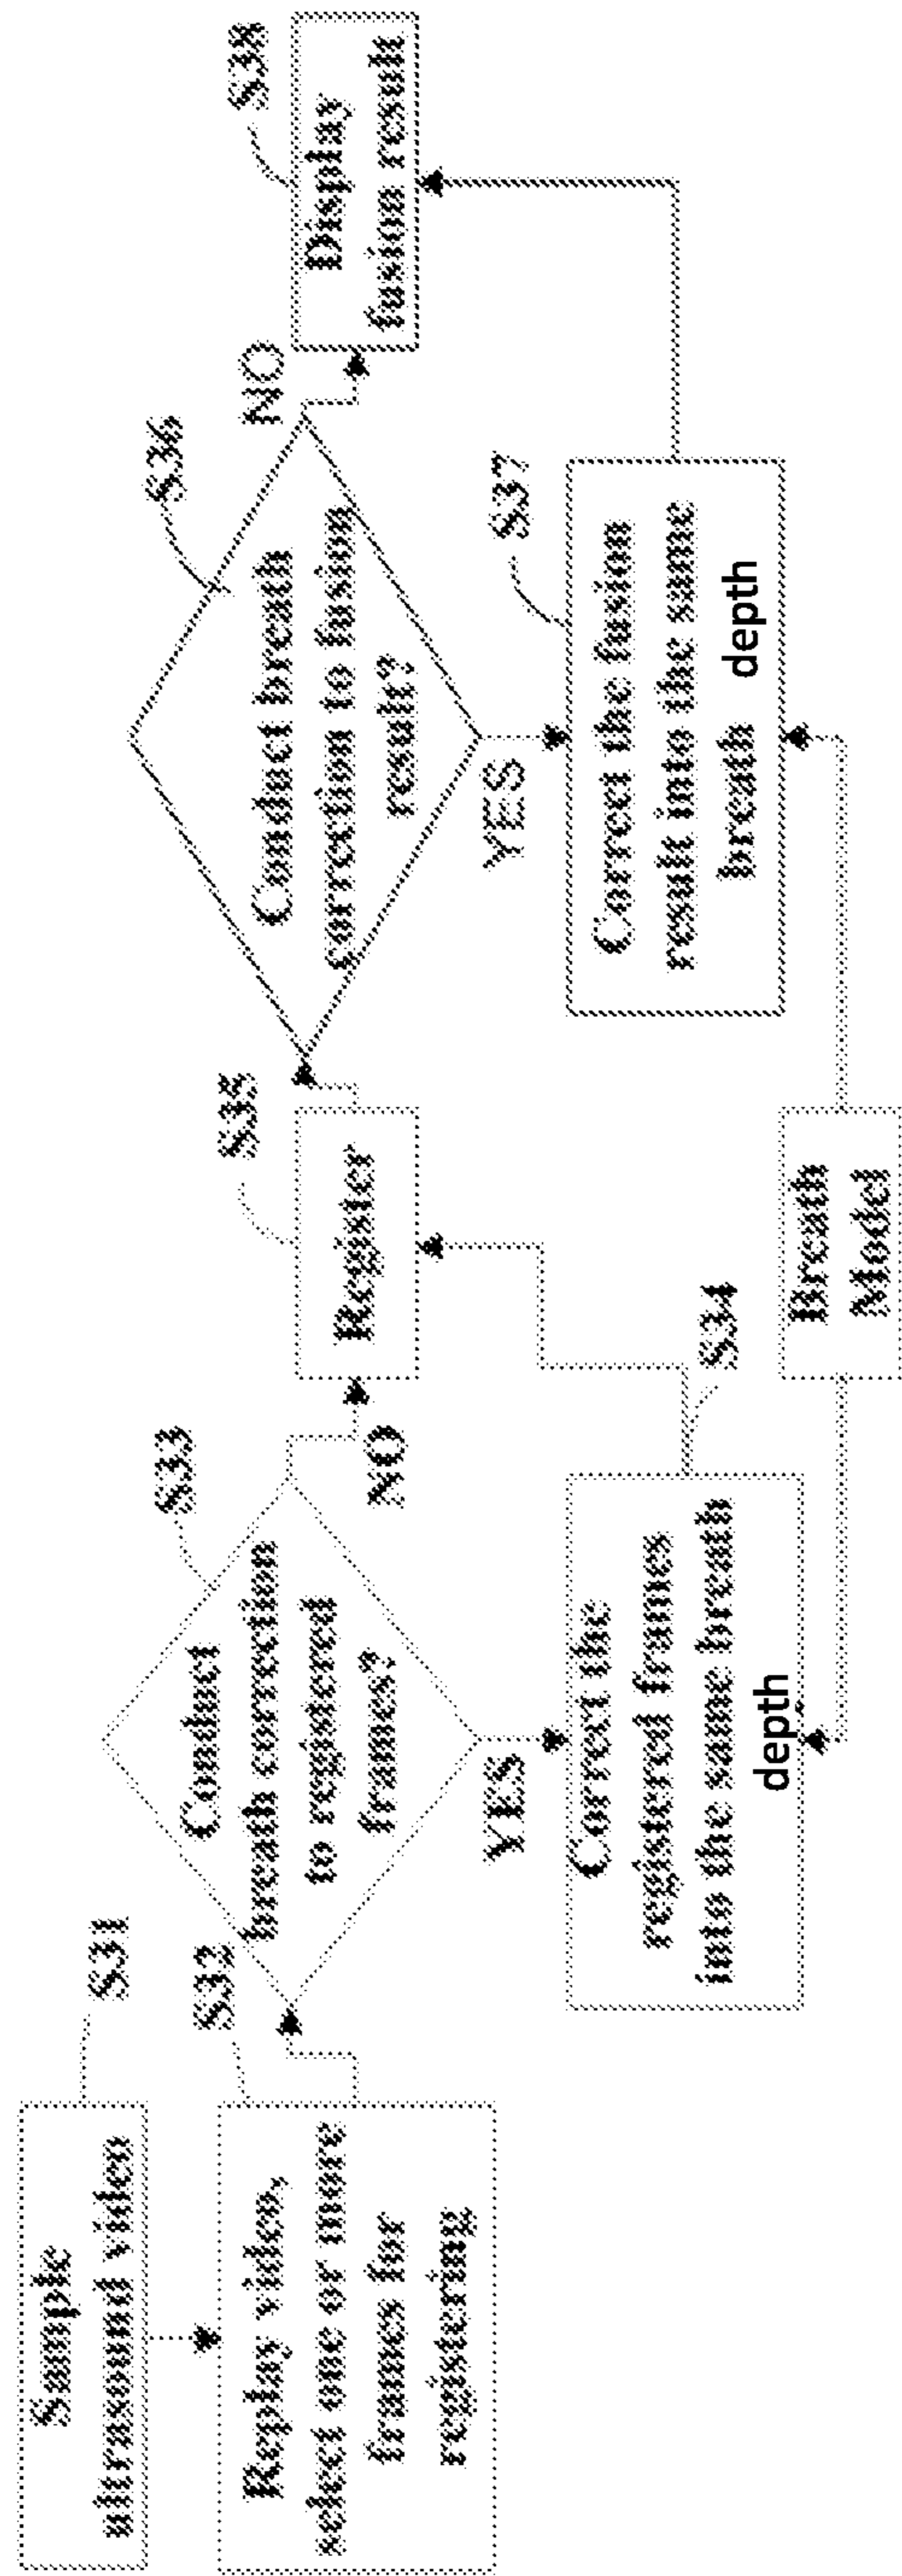 Sample
ultrasound video
S31
Replay video,
select one or more
frames for
registering
S32
Conduct
breath correction
to registered
frames?
S33
NO
YES
Correct the
registered frames
into the same breath
depth
S34
Register
S35
Breath
Model
Conduct breath
correction to fusion
result?
S36
NO
YES
Correct the fusion
result into the same
breath depth
S37
Display
fusion result
S38